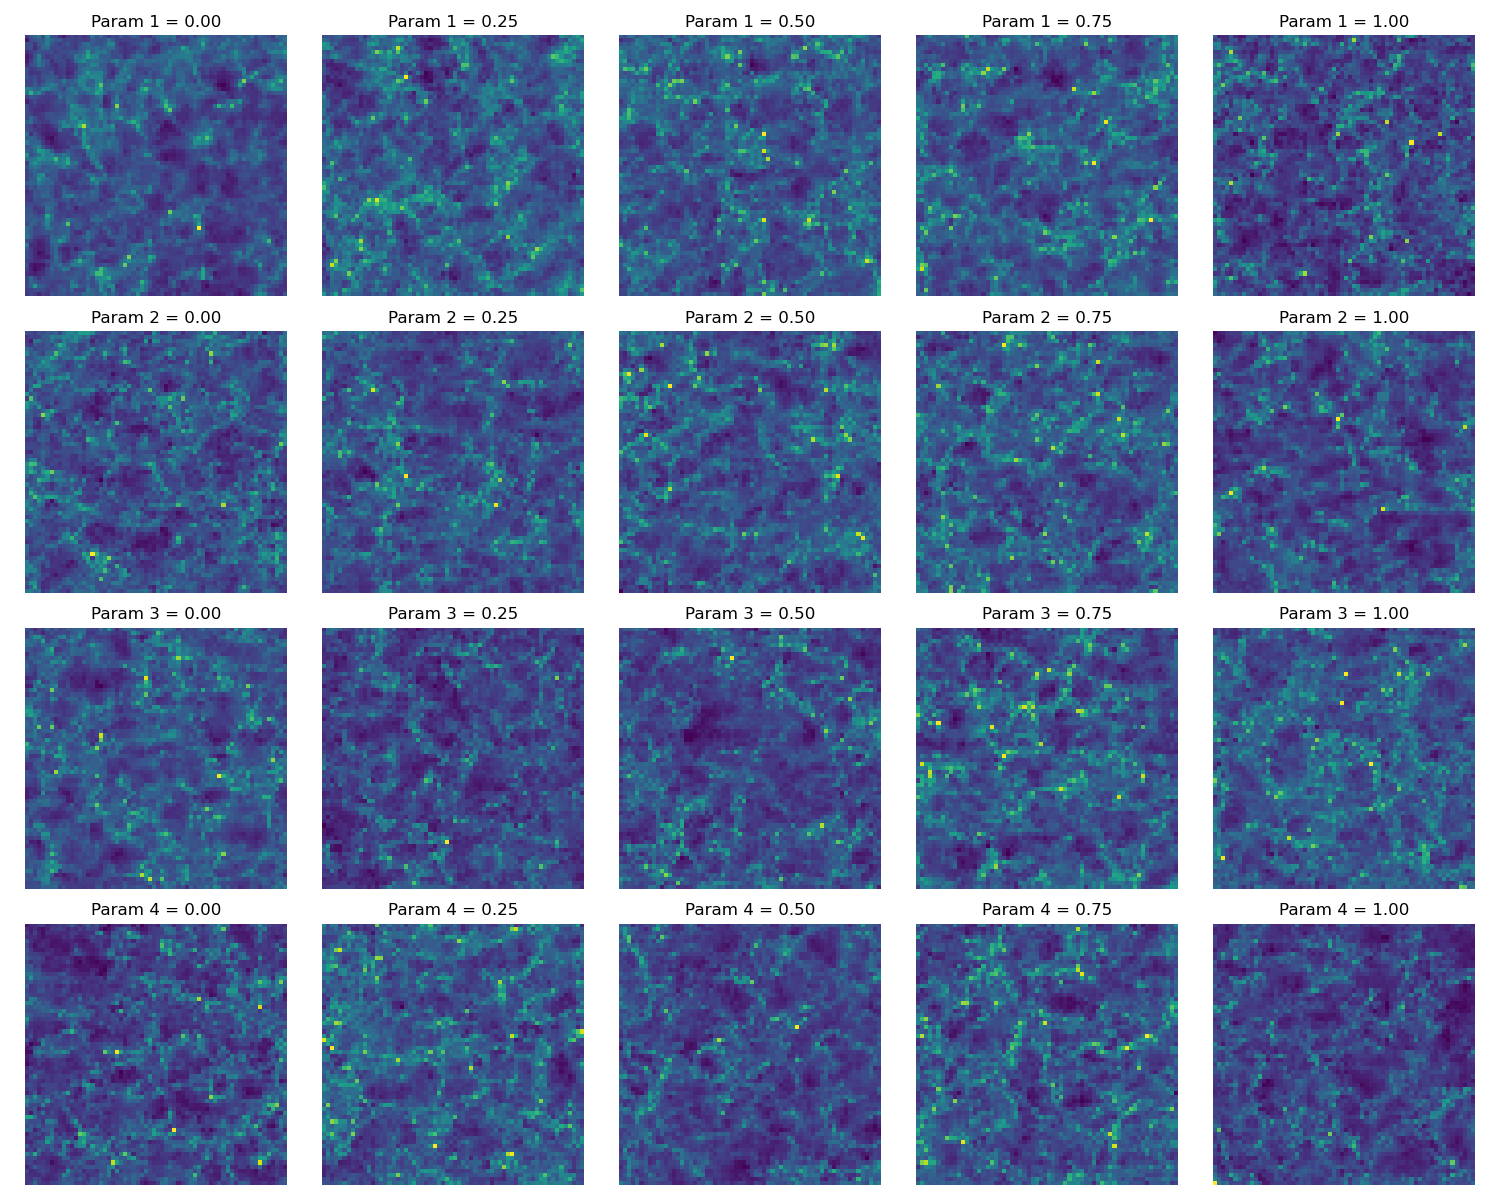 Param 1 = 0.00
Param 1 = 0.25
Param 1 = 0.50
Param 1 = 0.75
Param 1 = 1.00
Param 2 = 0.00
Param 2 = 0.25
Param 2 = 0.50
Param 2 = 0.75
Param 2 = 1.00
Param 3 = 0.00
Param 3 = 0.25
Param 3 = 0.50
Param 3 = 0.75
Param 3 = 1.00
Param 4 = 0.00
Param 4 = 0.25
Param 4 = 0.50
Param 4 = 0.75
Param 4 = 1.00